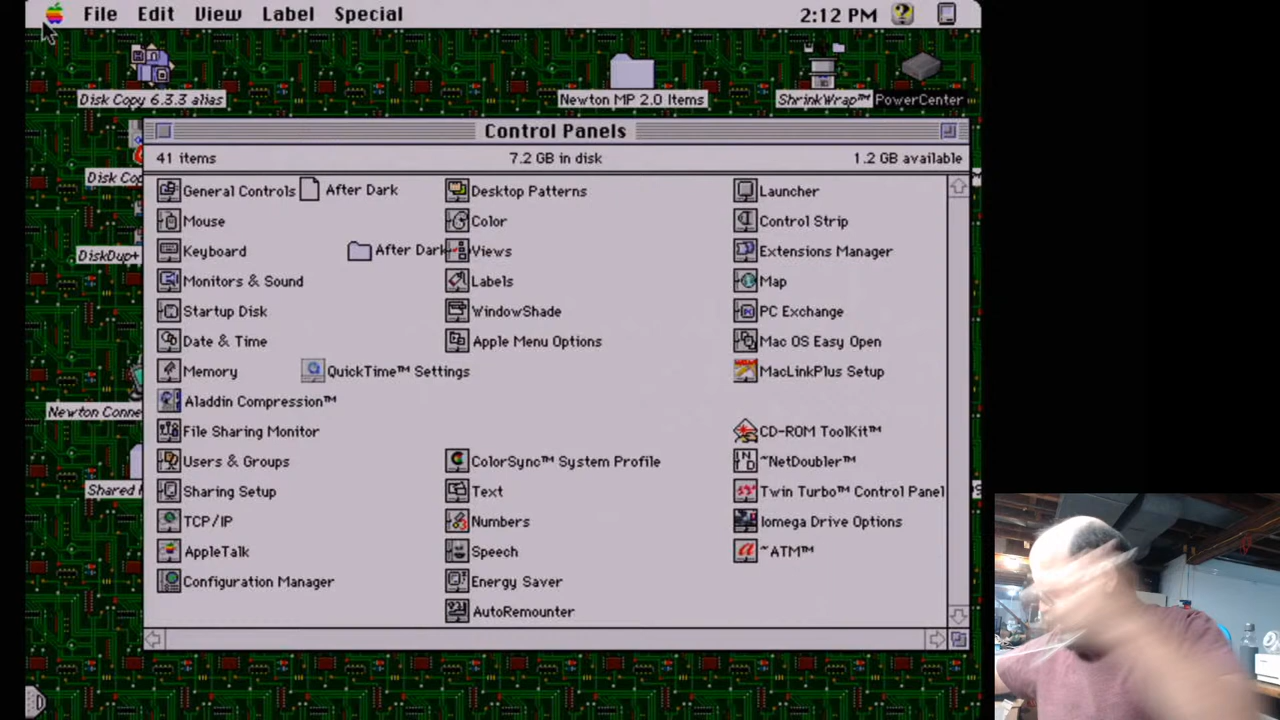 File Edit View Label Special 2:12 PM
Disk Copy 6.3.3 alias
Newton MP 2.0 Items
ShrinkWrap™
PowerCenter
Control Panels
41 items 7.2 GB in disk 1.2 GB available
General Controls After Dark Desktop Patterns Launcher
Disk Co
Mouse Color Control Strip
Keyboard After Dark Views Extensions Manager
DiskDup+
Monitors & Sound Labels Map
Startup Disk WindowShade PC Exchange
Date & Time Apple Menu Options Mac OS Easy Open
Memory QuickTime™ Settings MacLinkPlus Setup
Aladdin Compression™
Newton Conne
File Sharing Monitor CD-ROM ToolKit™
Users & Groups ColorSync™ System Profile ~NetDoubler™
Shared
Sharing Setup Text Twin Turbo™ Control Panel
TCP/IP Numbers Iomega Drive Options
AppleTalk Speech ~ATM™
Configuration Manager Energy Saver
AutoRemounter